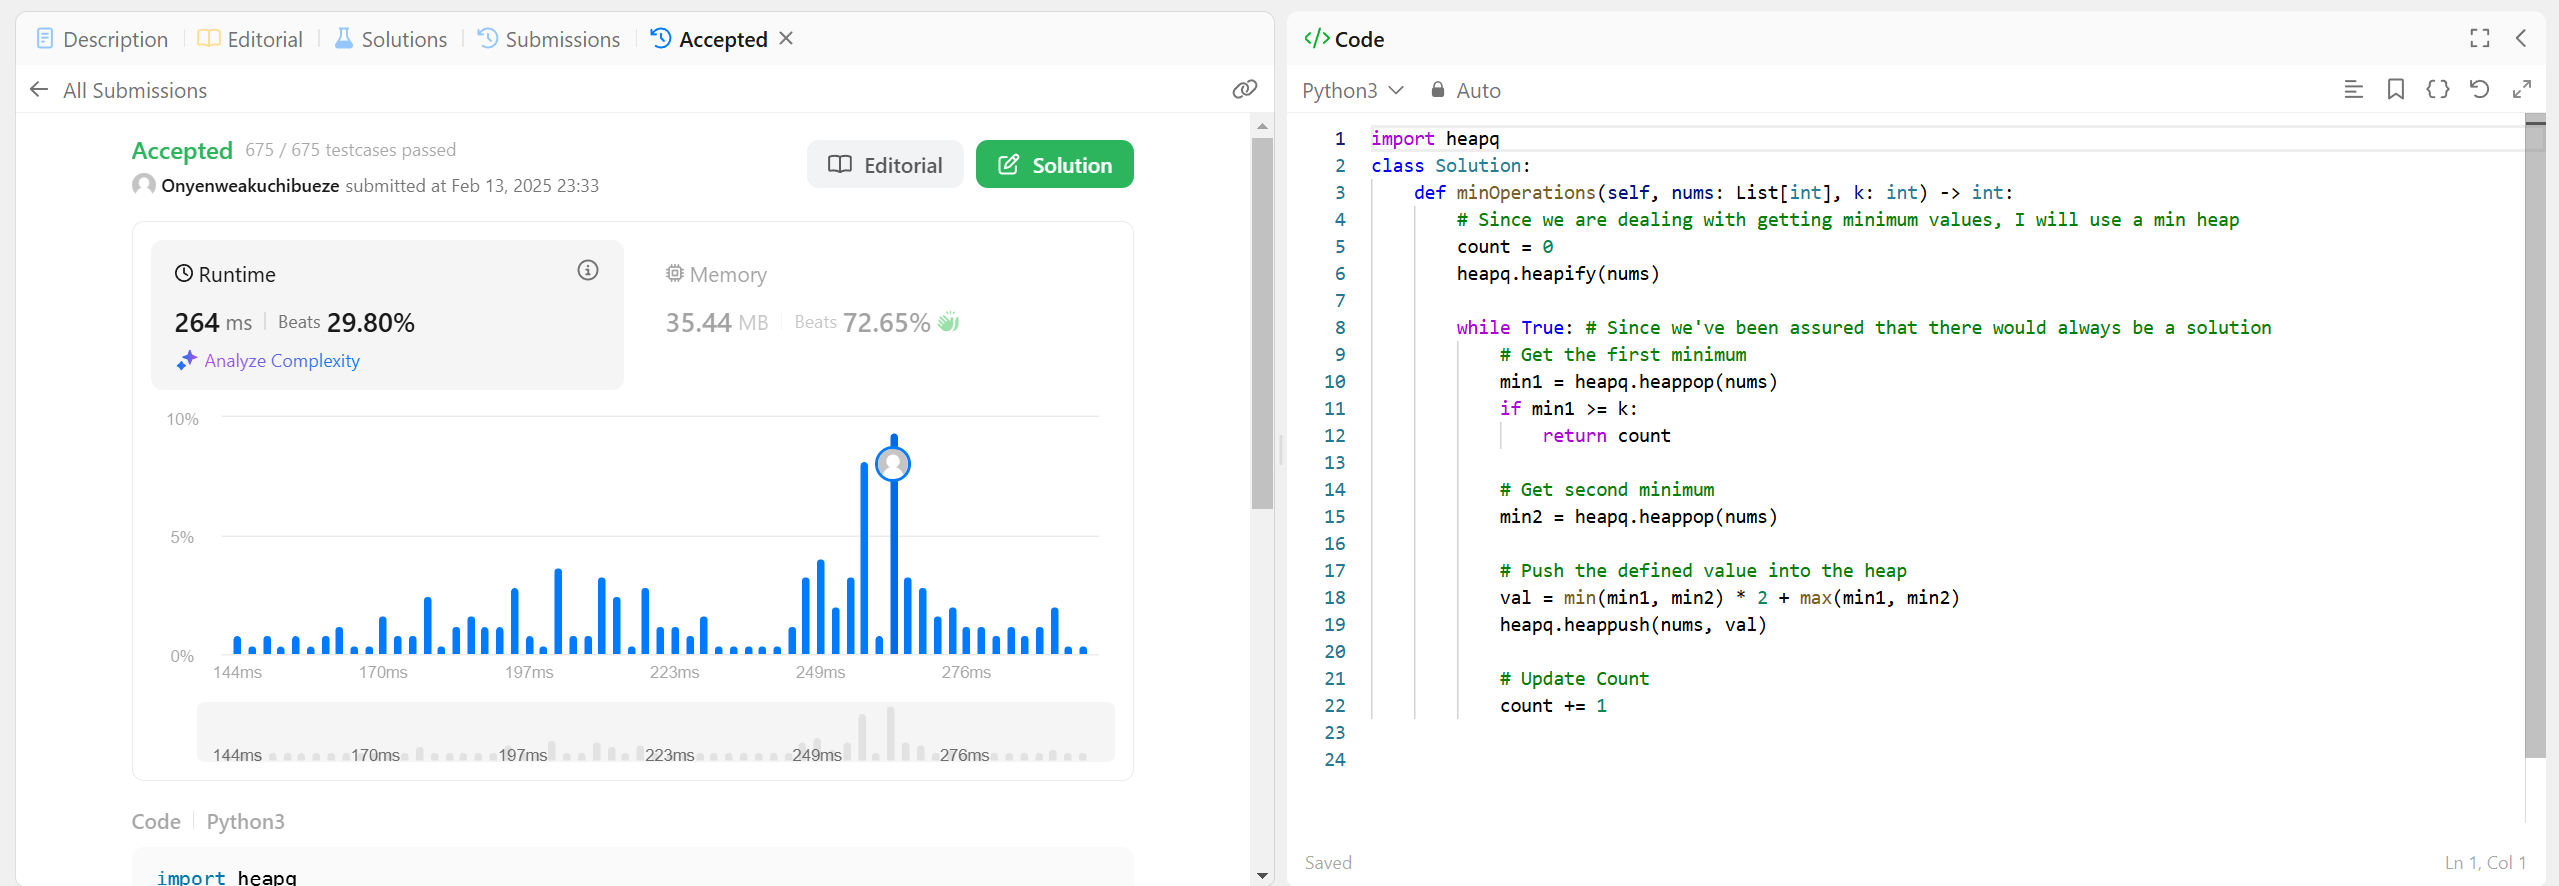 Description Editorial Solutions Submissions Accepted
All Submissions
Accepted 675 / 675 testcases passed
Onyenweakuchibueze submitted at Feb 13, 2025 23:33
Editorial Solution
Runtime
264 ms Beats 29.80%
Analyze Complexity
Memory
35.44 MB Beats 72.65%
10%
5%
0%
144ms 170ms 197ms 223ms 249ms 276ms
144ms 170ms 197ms 223ms 249ms 276ms
Code Python3
import heapq
</> Code
Python3 Auto
1 import heapq
2 class Solution:
3 def minOperations(self, nums: List[int], k: int) -> int:
4 # Since we are dealing with getting minimum values, I will use a min heap
5 count = 0
6 heapq.heapify(nums)
7
8 while True: # Since we've been assured that there would always be a solution
9 # Get the first minimum
10 min1 = heapq.heappop(nums)
11 if min1 >= k:
12 return count
13
14 # Get second minimum
15 min2 = heapq.heappop(nums)
16
17 # Push the defined value into the heap
18 val = min(min1, min2) * 2 + max(min1, min2)
19 heapq.heappush(nums, val)
20
21 # Update Count
22 count += 1
23
24
Saved Ln 1, Col 1